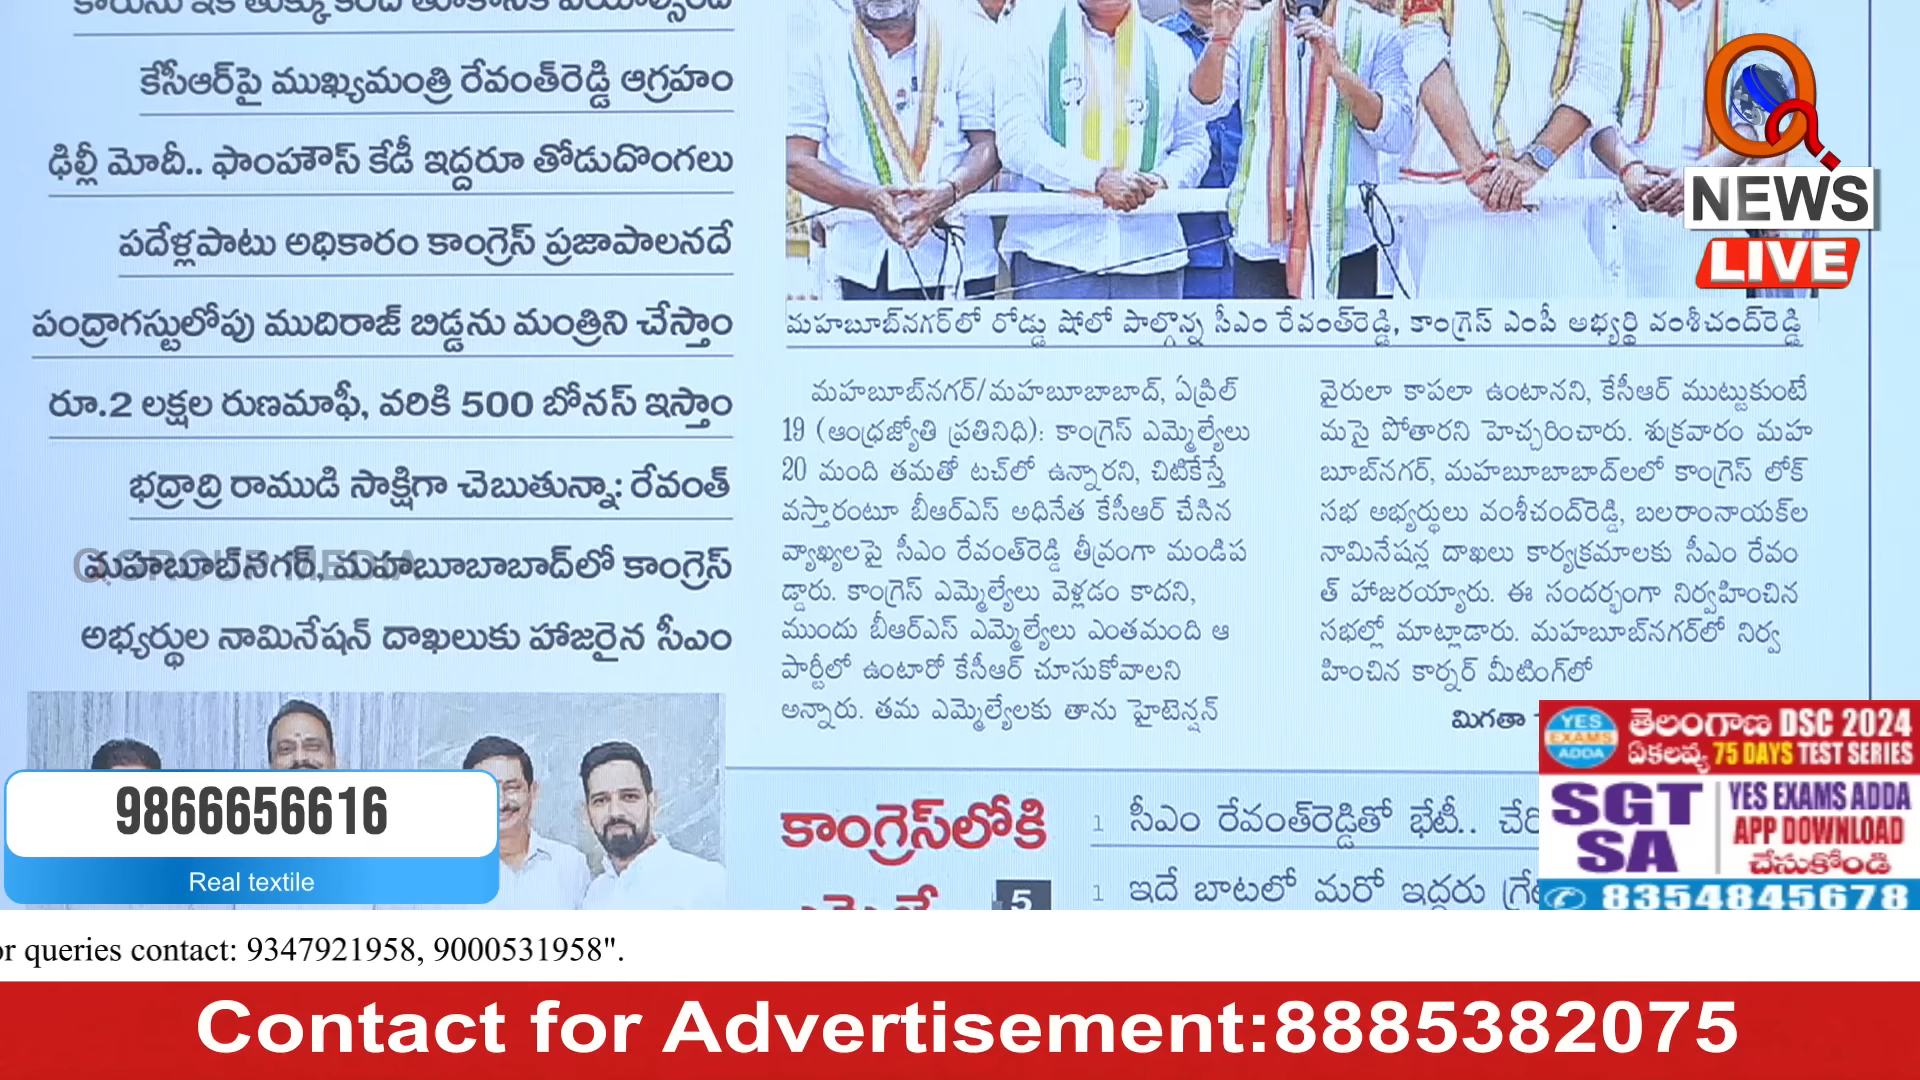 కేసీఆర్‌పై ముఖ్యమంత్రి రేవంత్‌రెడ్డి ఆగ్రహం
ఢిల్లీ మోదీ.. ఫాంహౌస్ కేడీ ఇద్దరూ తోడుదొంగలు
పదేళ్లపాటు అధికారం కాంగ్రెస్ ప్రజాపాలనదే
పంద్రాగస్టులోపు ముదిరాజ్ బిడ్డను మంత్రిని చేస్తాం
రూ.2 లక్షల రుణమాఫీ, వరికి 500 బోనస్ ఇస్తాం
భద్రాద్రి రాముడి సాక్షిగా చెబుతున్నా: రేవంత్
మహబూబ్‌నగర్, మహబూబాబాద్‌లో కాంగ్రెస్
అభ్యర్థుల నామినేషన్ దాఖలుకు హాజరైన సీఎం
మహబూబ్‌నగర్‌లో రోడ్డు షోలో పాల్గొన్న సీఎం రేవంత్‌రెడ్డి, కాంగ్రెస్ ఎంపీ అభ్యర్థి వంశీచంద్‌రెడ్డి
మహబూబ్‌నగర్/మహబూబాబాద్, ఏప్రిల్
19 (ఆంధ్రజ్యోతి ప్రతినిధి): కాంగ్రెస్ ఎమ్మెల్యేలు
20 మంది తమతో టచ్‌లో ఉన్నారని, చిటికేస్తే
వస్తారంటూ బీఆర్ఎస్ అధినేత కేసీఆర్ చేసిన
వ్యాఖ్యలపై సీఎం రేవంత్‌రెడ్డి తీవ్రంగా మండిప
డ్డారు. కాంగ్రెస్ ఎమ్మెల్యేలు వెళ్లడం కాదని,
ముందు బీఆర్ఎస్ ఎమ్మెల్యేలు ఎంతమంది ఆ
పార్టీలో ఉంటారో కేసీఆర్ చూసుకోవాలని
అన్నారు. తమ ఎమ్మెల్యేలకు తాను హైటెన్షన్
వైరులా కాపలా ఉంటానని, కేసీఆర్ ముట్టుకుంటే
మసై పోతారని హెచ్చరించారు. శుక్రవారం మహ
బూబ్‌నగర్, మహబూబాబాద్‌లలో కాంగ్రెస్ లోక్
సభ అభ్యర్థులు వంశీచంద్‌రెడ్డి, బలరాంనాయక్‌ల
నామినేషన్ల దాఖలు కార్యక్రమాలకు సీఎం రేవం
త్ హాజరయ్యారు. ఈ సందర్భంగా నిర్వహించిన
సభల్లో మాట్లాడారు. మహబూబ్‌నగర్‌లో నిర్వ
హించిన కార్నర్ మీటింగ్‌లో
మిగతా
కాంగ్రెస్‌లోకి
5
1 సీఎం రేవంత్‌రెడ్డితో భేటీ..
1 ఇదే బాటలో మరో ఇద్దరు
Q NEWS
LIVE
9866656616
Real textile
YES EXAMS ADDA
తెలంగాణ DSC 2024
ఏకలవ్య 75 DAYS TEST SERIES
SGT
SA
YES EXAMS ADDA
APP DOWNLOAD
చేసుకోండి
8354845678
queries contact: 9347921958, 9000531958".
Contact for Advertisement:8885382075